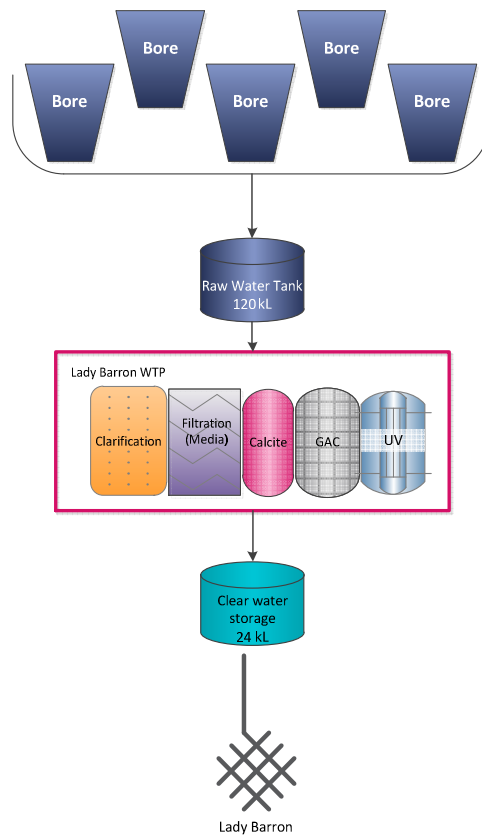 Bore
Bore
Bore
Bore
Bore
Raw Water Tank
120 kL
Lady Barron WTP
Clarification
Filtration
(Media)
Calcite
GAC
UV
Clear water
storage
24 kL
Lady Barron